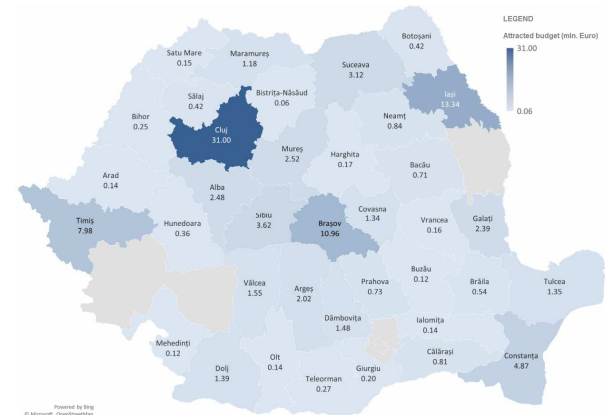 LEGEND
Attracted budget (mln. Euro)
31.00
0.06
Botoșani
0.42
Satu Mare
0.15
Maramureș
1.18
Suceava
3.12
Iași
13.34
Sălaj
0.42
Bistrița-Năsăud
0.06
Bihor
0.25
Cluj
31.00
Neamț
0.84
Mureș
2.52
Harghita
0.17
Bacău
0.71
Arad
0.14
Alba
2.48
Timiș
7.98
Hunedoara
0.36
Sibiu
3.62
Brașov
10.96
Covasna
1.34
Vrancea
0.16
Galați
2.39
Vâlcea
1.55
Argeș
2.02
Prahova
0.73
Buzău
0.12
Brăila
0.54
Tulcea
1.35
Dâmbovița
1.48
Ialomița
0.14
Mehedinți
0.12
Dolj
1.39
Olt
0.14
Teleorman
0.27
Giurgiu
0.20
Călărași
0.81
Constanța
4.87
Powered by Bing
© Microsoft, OpenStreetMap